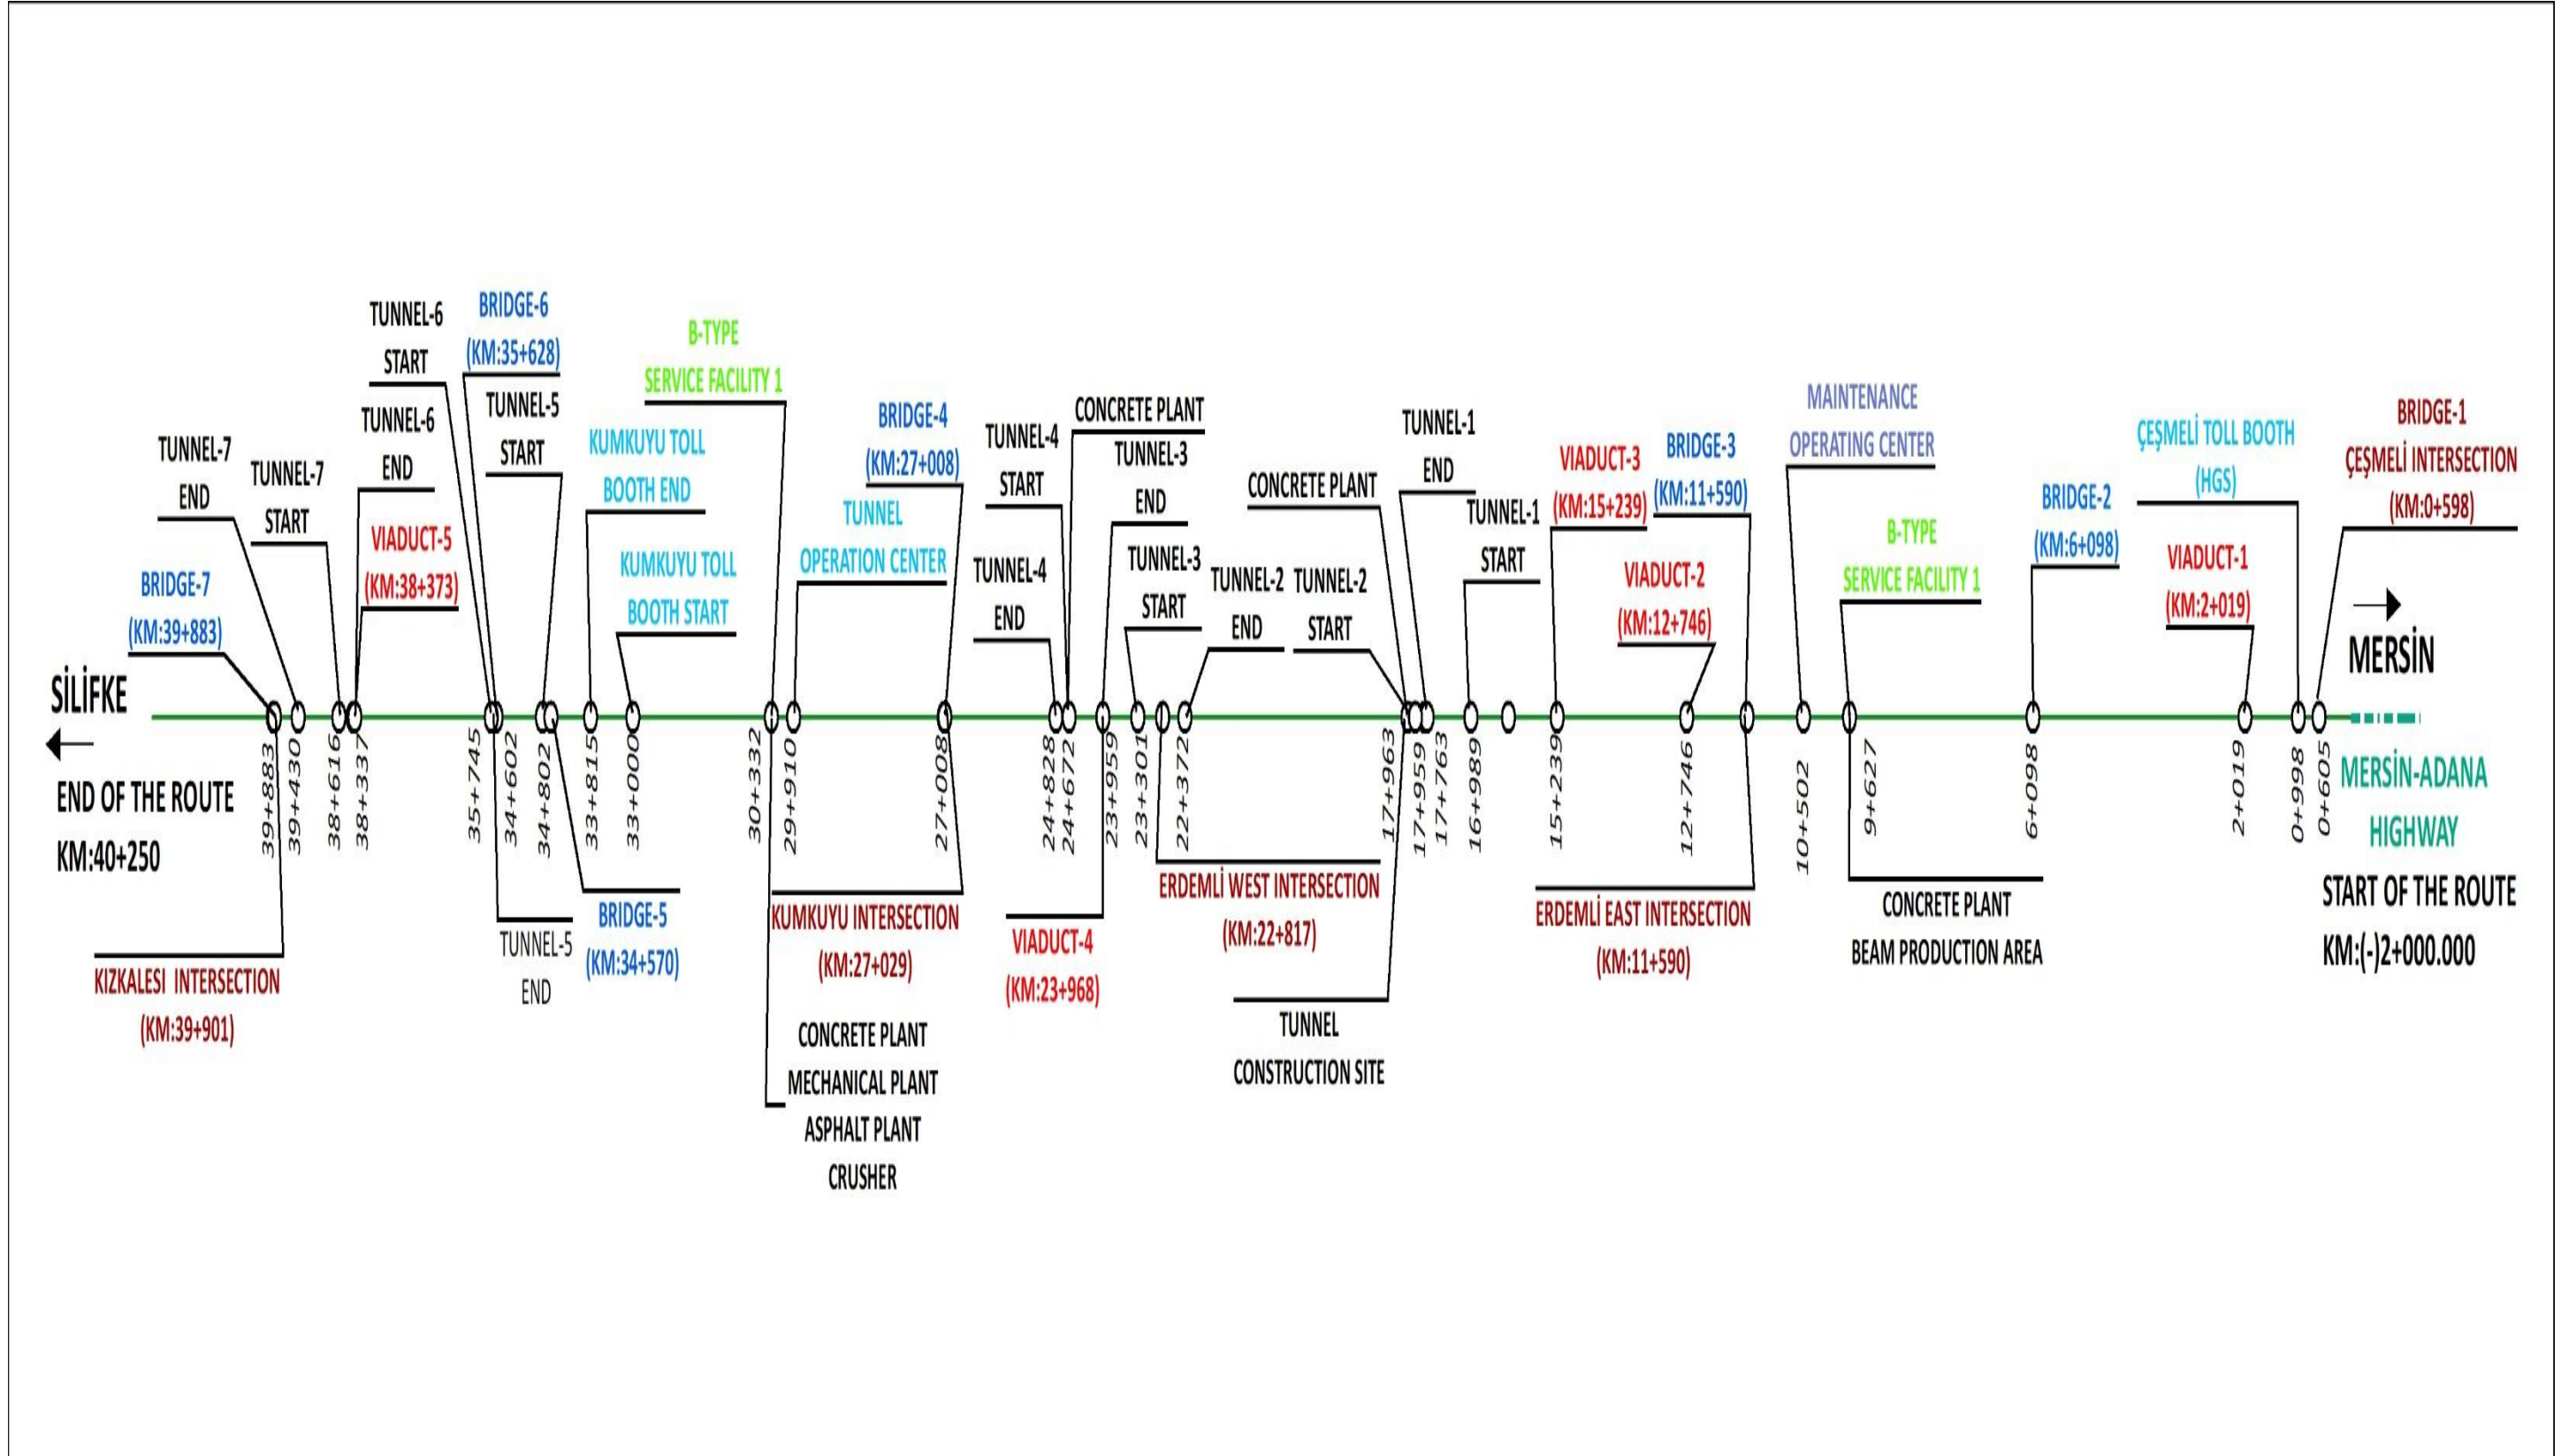 BRIDGE-6
(KM:35+628)
TUNNEL-6
START
B-TYPE
SERVICE FACILITY 1
MAINTENANCE
OPERATING CENTER
CONCRETE PLANT
BRIDGE-1
ÇEŞMELİ INTERSECTION
(KM:0+598)
TUNNEL-5
START
BRIDGE-4
(KM:27+008)
TUNNEL-6
END
TUNNEL-1
END
ÇEŞMELİ TOLL BOOTH
(HGS)
TUNNEL-4
START
KUMKUYU TOLL
BOOTH END
TUNNEL-7
END
TUNNEL-3
END
BRIDGE-3
(KM:11+590)
VIADUCT-3
(KM:15+239)
TUNNEL-7
START
CONCRETE PLANT
BRIDGE-2
(KM:6+098)
TUNNEL-1
START
TUNNEL
OPERATION CENTER
B-TYPE
SERVICE FACILITY 1
VIADUCT-5
(KM:38+373)
TUNNEL-3
START
VIADUCT-1
(KM:2+019)
KUMKUYU TOLL
BOOTH START
TUNNEL-4
END
VIADUCT-2
(KM:12+746)
TUNNEL-2
END
TUNNEL-2
START
BRIDGE-7
(KM:39+883)
SİLİFKE
MERSİN
39+883
39+430
38+616
38+337
35+745
34+602
34+802
33+815
33+000
30+332
29+910
27+008
24+828
24+672
23+959
23+301
22+372
17+963
17+959
17+763
16+989
15+239
12+746
10+502
9+627
6+098
2+019
0+998
0+605
END OF THE ROUTE
KM:40+250
MERSİN-ADANA
HIGHWAY
START OF THE ROUTE
KM:(-)2+000.000
KIZKALESI INTERSECTION
(KM:39+901)
TUNNEL-5
END
BRIDGE-5
(KM:34+570)
KUMKUYU INTERSECTION
(KM:27+029)
CONCRETE PLANT
MECHANICAL PLANT
ASPHALT PLANT
CRUSHER
VIADUCT-4
(KM:23+968)
ERDEMLİ WEST INTERSECTION
(KM:22+817)
TUNNEL
CONSTRUCTION SITE
ERDEMLİ EAST INTERSECTION
(KM:11+590)
CONCRETE PLANT
BEAM PRODUCTION AREA